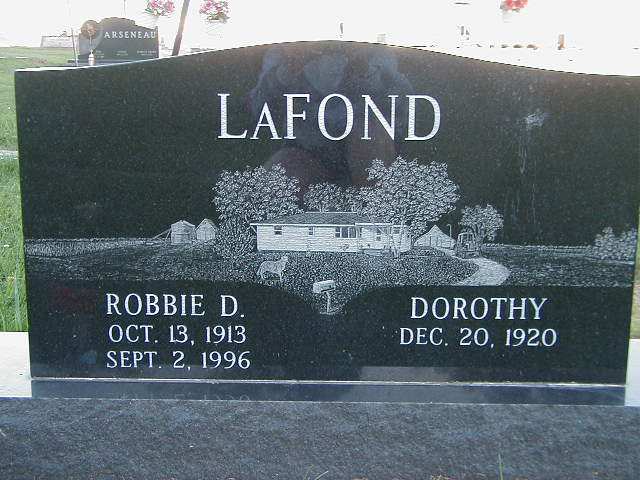 ARSENEAU
LAFOND
ROBBIE D.
OCT. 13, 1913
SEPT. 2, 1996
DOROTHY
DEC. 20, 1920